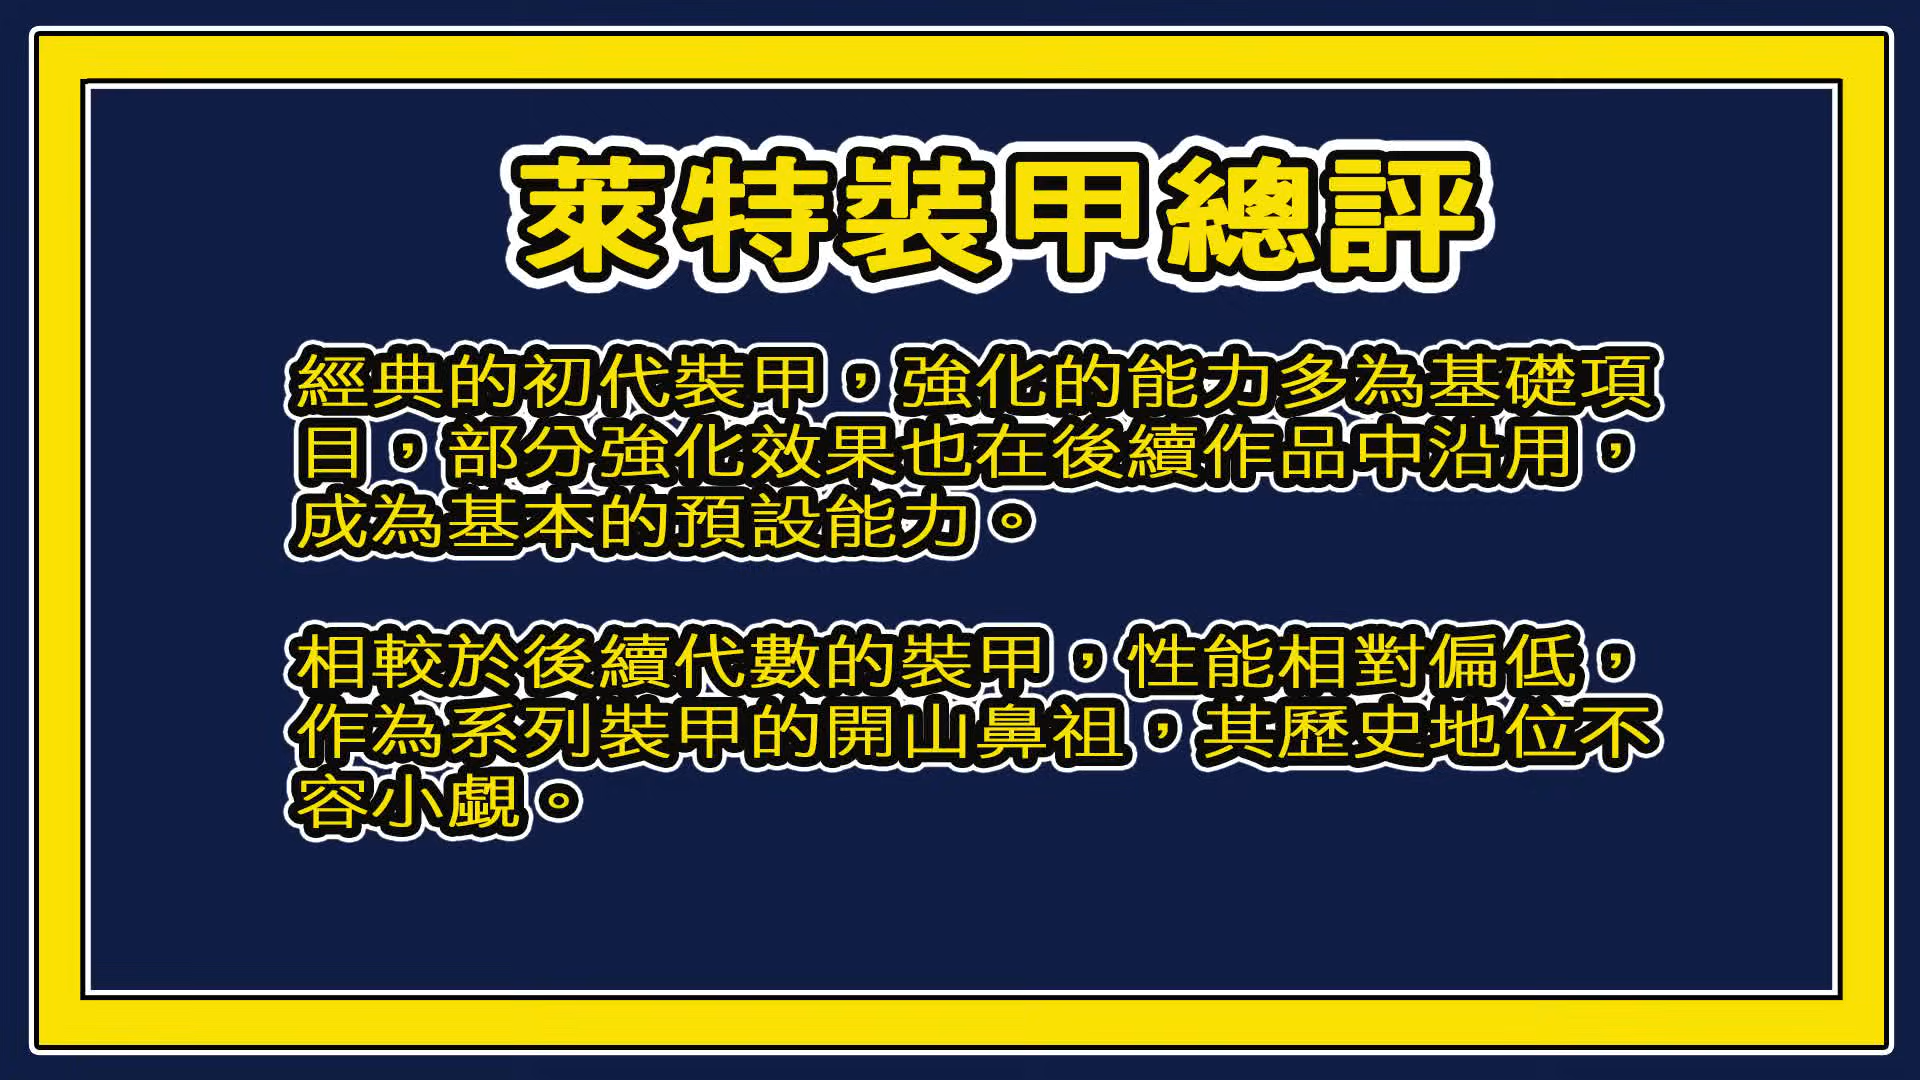 萊特裝甲總評
經典的初代裝甲，強化的能力多為基礎項
目，部分強化效果也在後續作品中沿用，
成為基本的預設能力。
相較於後續代數的裝甲，性能相對偏低，
作為系列裝甲的開山鼻祖，其歷史地位不
容小覷。